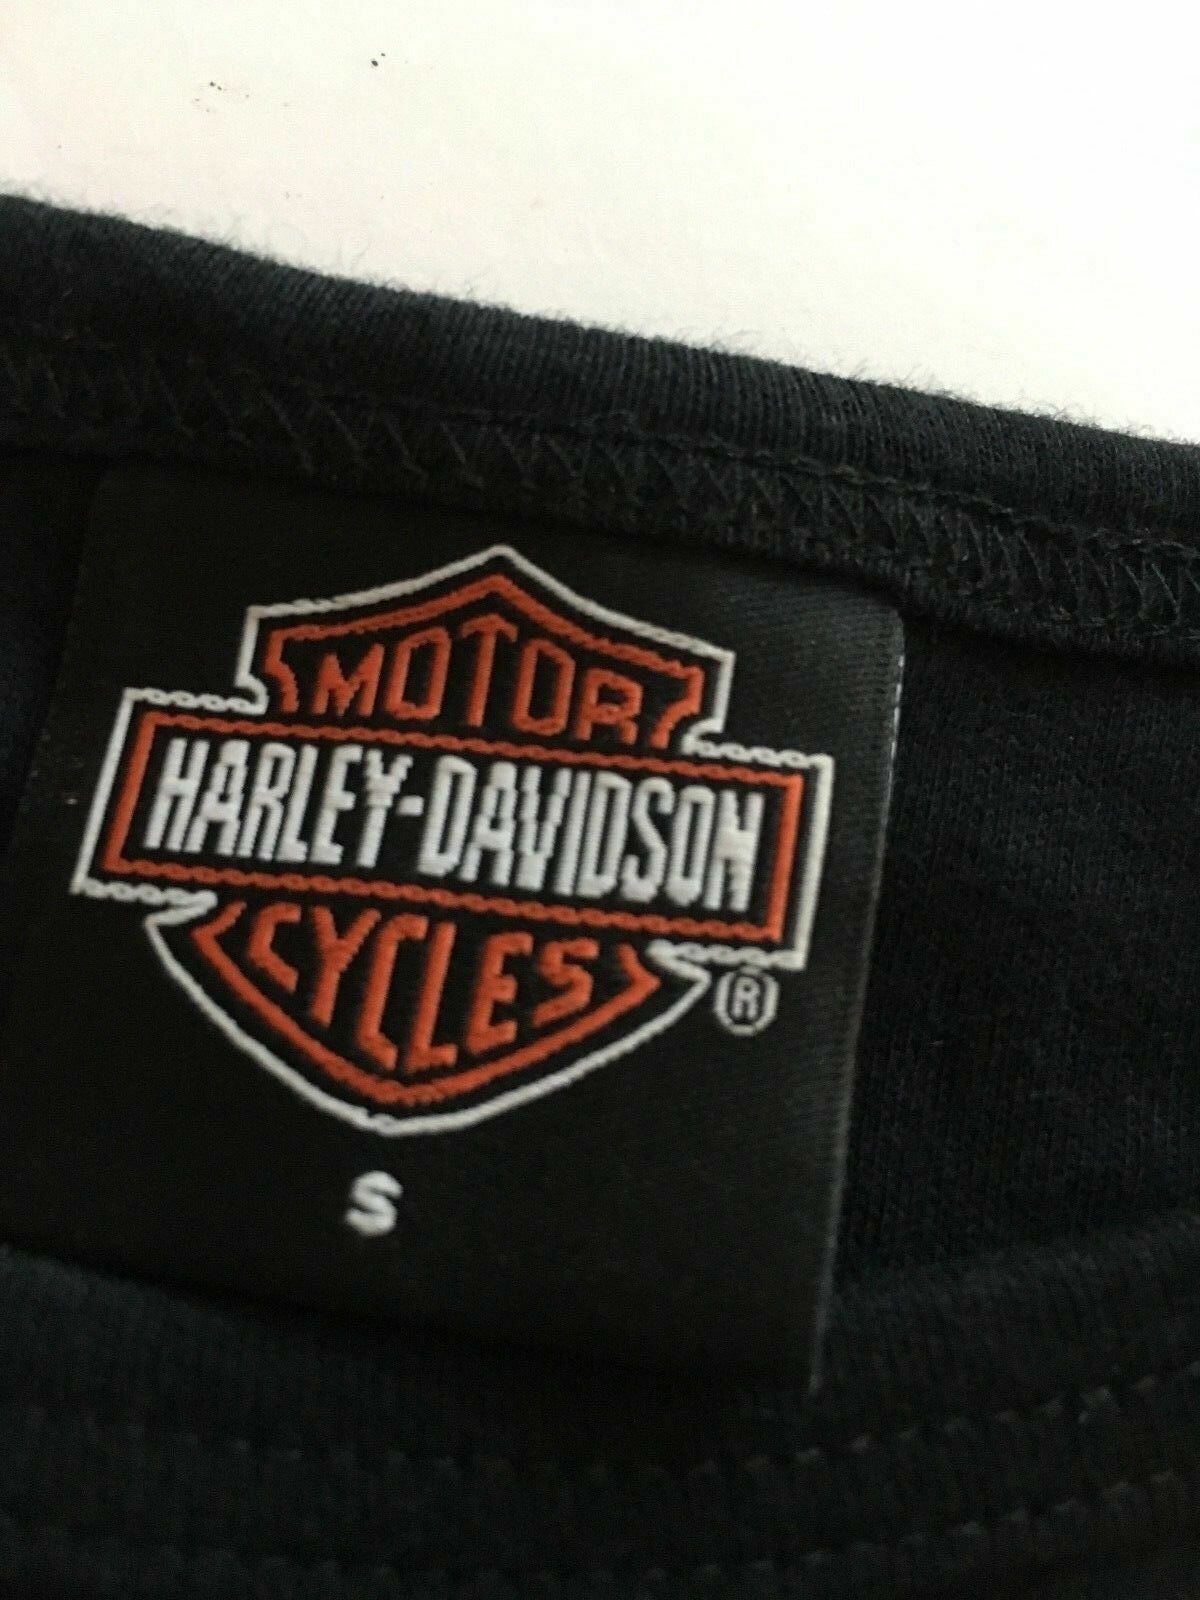 MOTOR
HARLEY-DAVIDSON
CYCLES
®
S